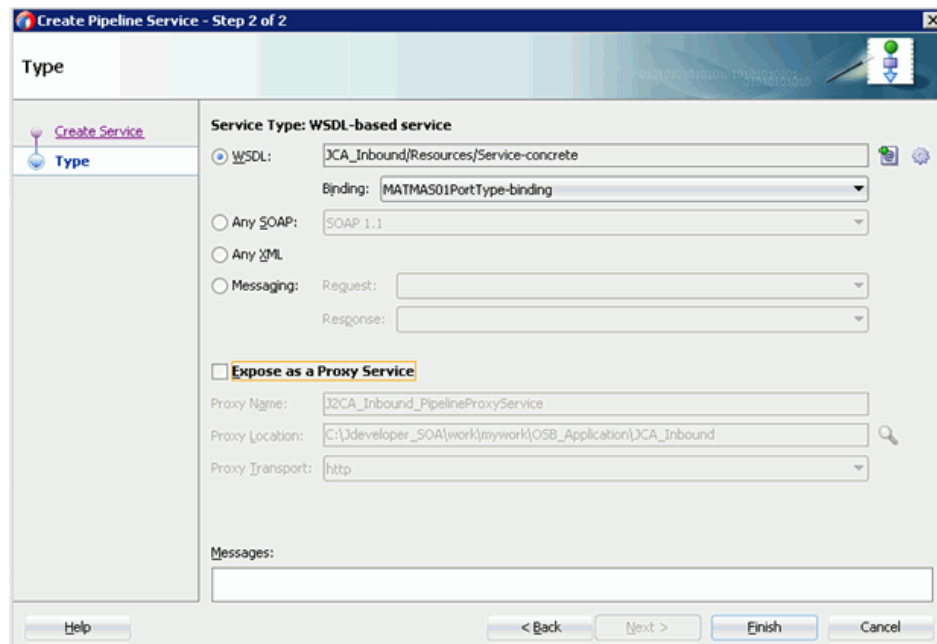 Create Pipeline Service - Step 2 of 2
Type
Create Service
Type
Service Type: WSDL-based service
WSDL: JCA_Inbound/Resources/Service-concrete
Binding: MATMAS01PortType-binding
Any SOAP: SOAP 1.1
Any XML
Messaging: Request:
Response:
Expose as a Proxy Service
Proxy Name: J2CA_Inbound_PipelineProxyService
Proxy Location: C:\Jdeveloper_SOA\work\mywork\OSB_Application\JCA_Inbound
Proxy Transport: http
Messages:
Help < Back Next > Finish Cancel